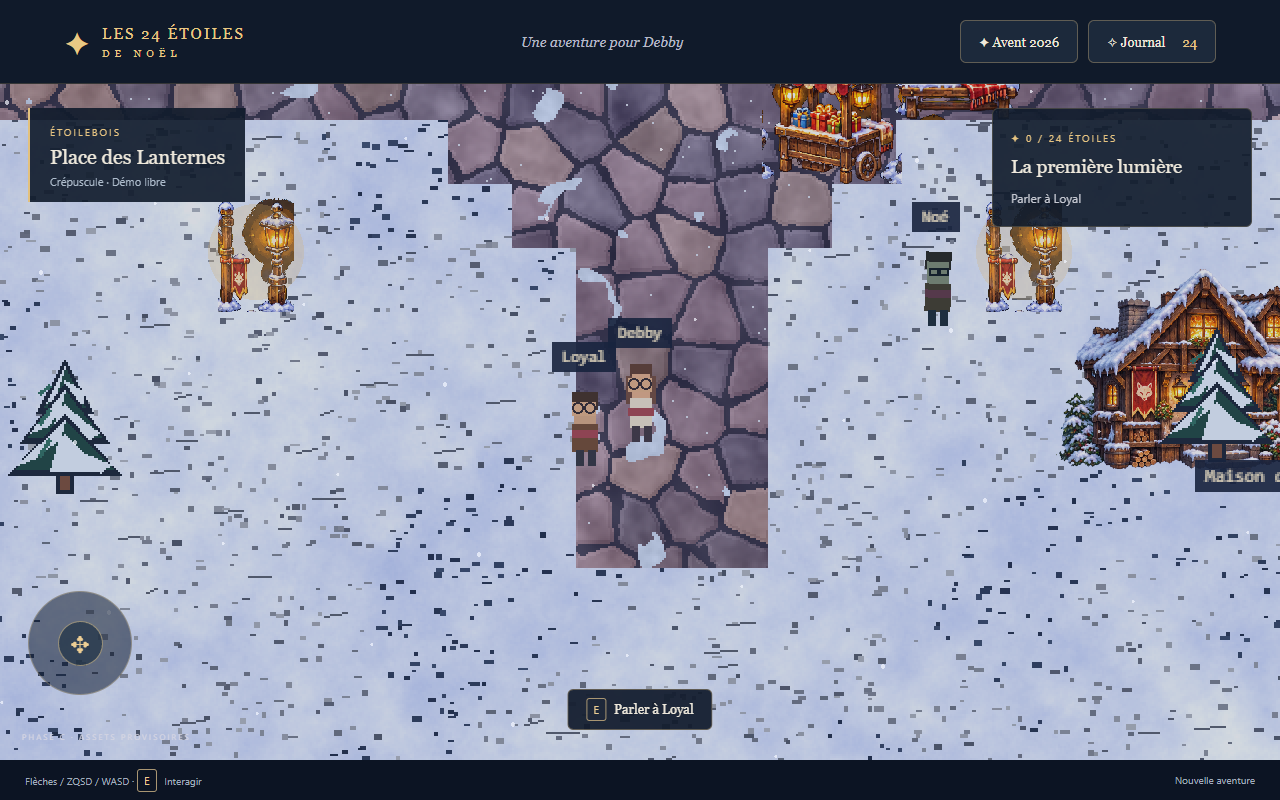 LES 24 ÉTOILES
DE NOËL
Une aventure pour Debby
Avent 2026
Journal 24
ÉTOILEBOIS
Place des Lanternes
Crépuscule · Démo libre
0 / 24 ÉTOILES
La première lumière
Parler à Loyal
Noé
Debby
Loyal
Maison
E Parler à Loyal
ASSETS PROVISOIRES
Flèches / ZQSD / WASD · E Interagir
Nouvelle aventure